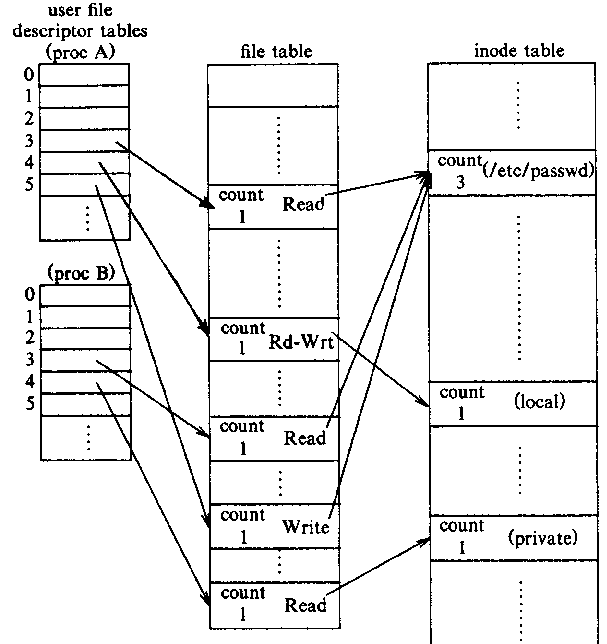 user file
descriptor tables
(proc A)
0
1
2
3
4
5
(proc B)
0
1
2
3
4
5
file table
count
1 Read
count
1 Rd-Wrt
count
1 Read
count
1 Write
count
1 Read
inode table
count
3 (/etc/passwd)
count
1 (local)
count
1 (private)